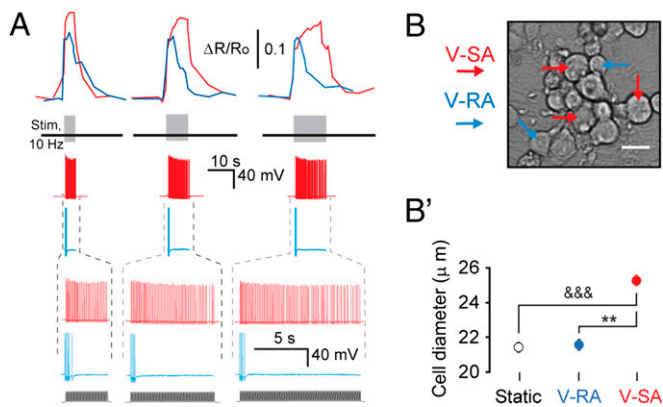 A
ΔR/Ro
0.1
Stim,
10 Hz
10 s
40 mV
5 s
40 mV
B
V-SA
V-RA
B'
Cell diameter (μ m)
26
24
22
20
&&&
**
Static
V-RA
V-SA